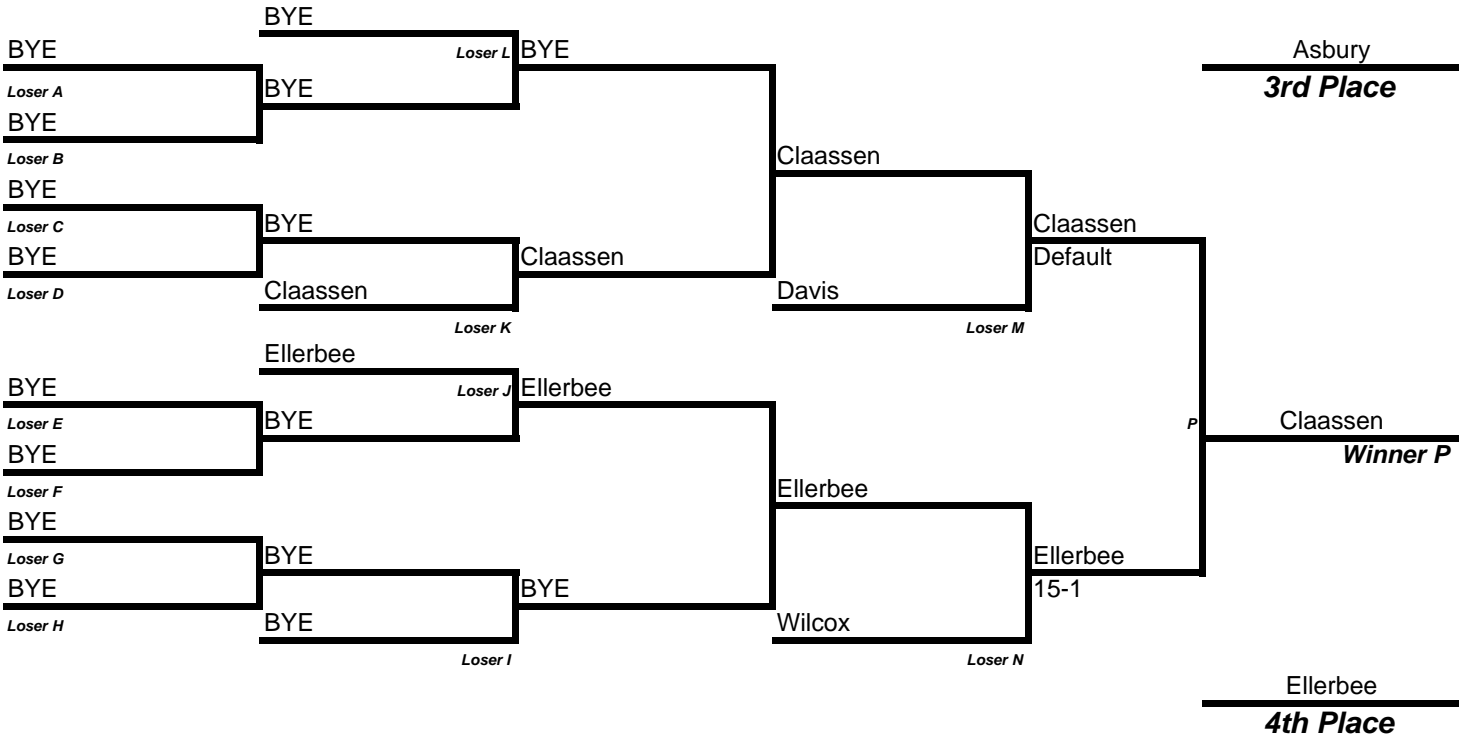 BYE
BYE
Loser L
BYE
Asbury
Loser A
BYE
3rd Place
BYE
Loser B
Claassen
BYE
Loser C
BYE
Claassen
BYE
Claassen
Default
Loser D
Claassen
Davis
Loser K
Loser M
Ellerbee
BYE
Loser J
Ellerbee
Loser E
BYE
P
Claassen
BYE
Winner P
Loser F
Ellerbee
BYE
Loser G
BYE
Ellerbee
BYE
BYE
15-1
Loser H
BYE
Wilcox
Loser I
Loser N
Ellerbee
4th Place